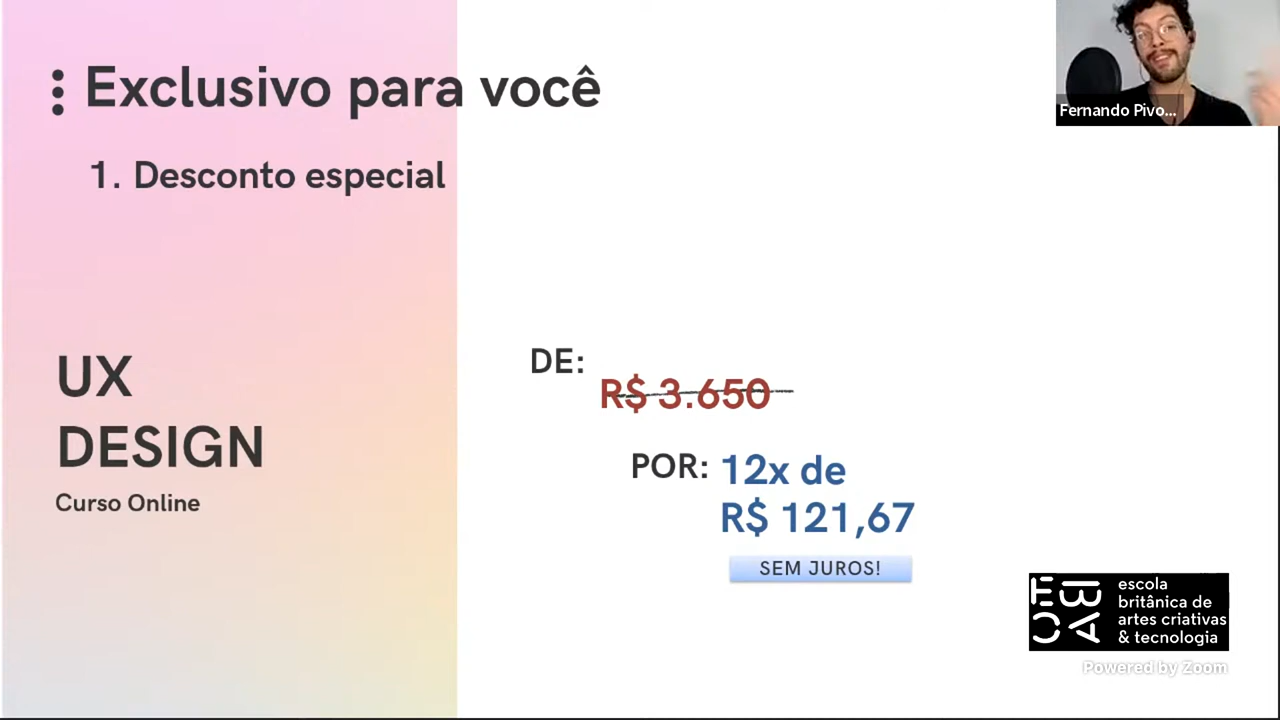 Exclusivo para você
Fernando Pivo...
1. Desconto especial
DE:
R$ 3.650
UX
DESIGN
Curso Online
POR: 12x de
R$ 121,67
SEM JUROS!
EBAC
escola
britânica de
artes criativas
& tecnologia
Powered by Zoom